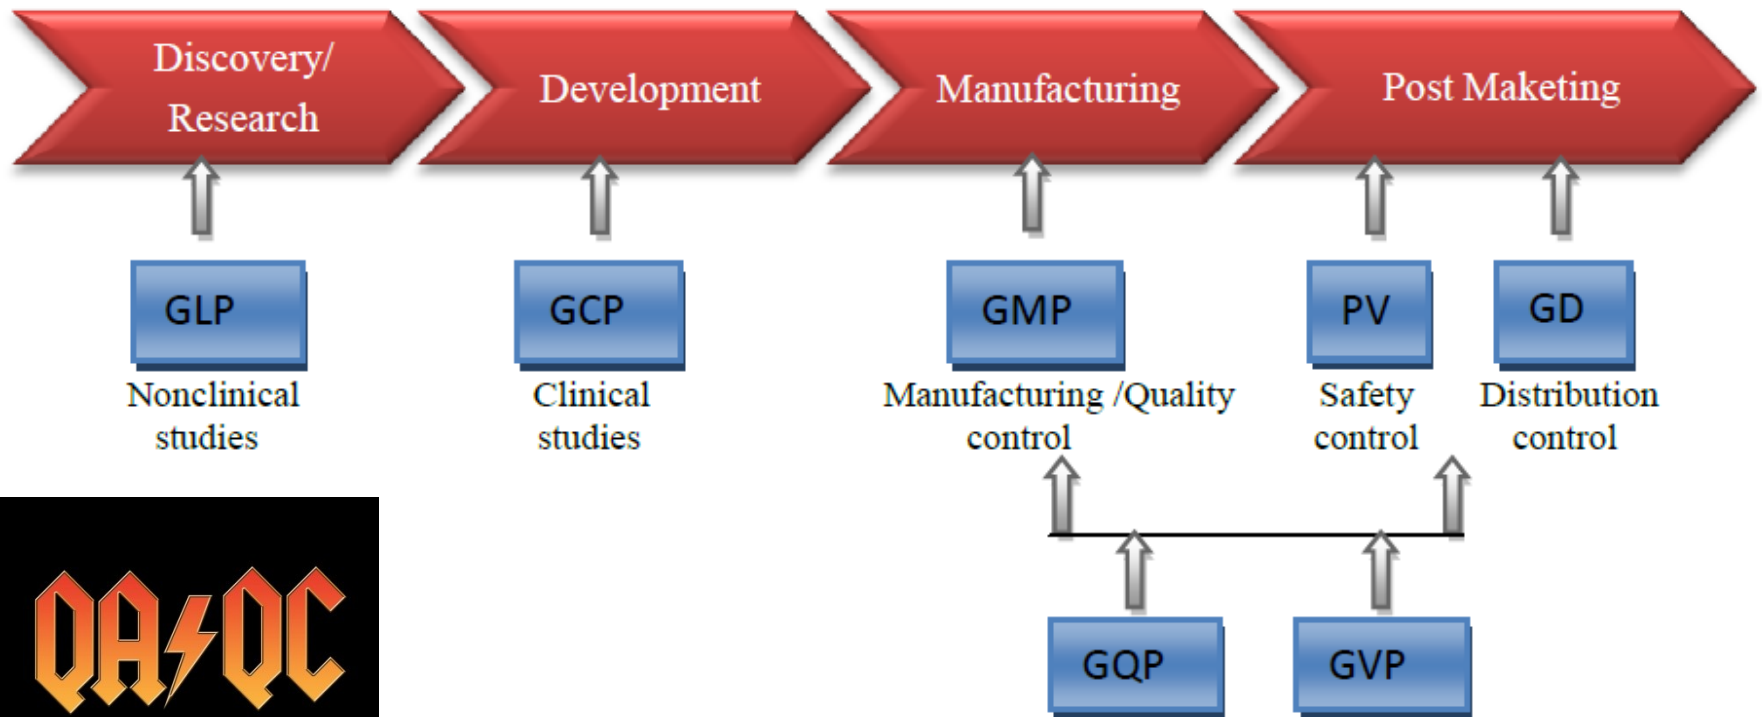 Discovery/
Research
Development
Manufacturing
Post Maketing
GLP
GCP
GMP
PV
GD
Nonclinical
studies
Clinical
studies
Manufacturing /Quality
control
Safety
control
Distribution
control
QA QC
GQP
GVP